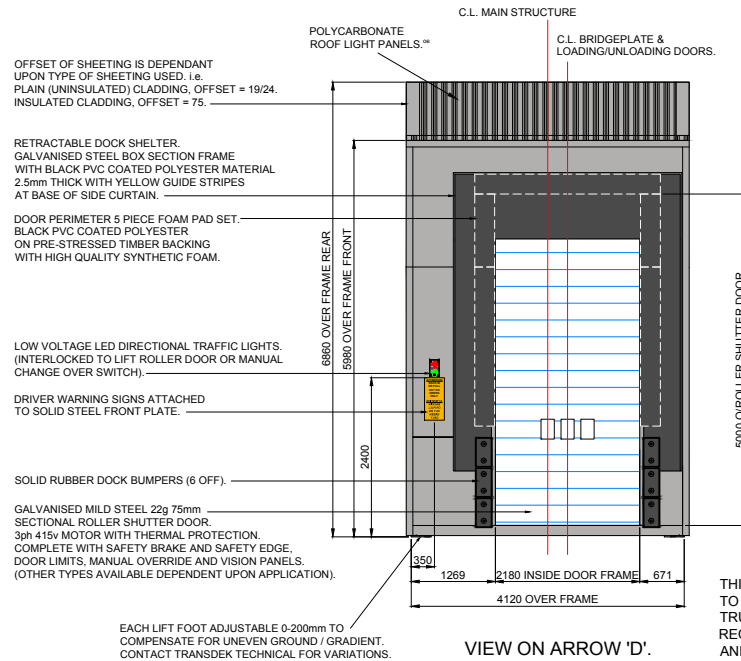 C.L. MAIN STRUCTURE
POLYCARBONATE
ROOF LIGHT PANELS.
C.L. BRIDGEPLATE &
LOADING/UNLOADING DOORS.
OFFSET OF SHEETING IS DEPENDANT
UPON TYPE OF SHEETING USED. i.e.
PLAIN (UNINSULATED) CLADDING, OFFSET = 19/24.
INSULATED CLADDING, OFFSET = 75.
RETRACTABLE DOCK SHELTER.
GALVANISED STEEL BOX SECTION FRAME
WITH BLACK PVC COATED POLYESTER MATERIAL
2.5mm THICK WITH YELLOW GUIDE STRIPES
AT BASE OF SIDE CURTAIN.
DOOR PERIMETER 5 PIECE FOAM PAD SET.
BLACK PVC COATED POLYESTER
ON PRE-STRESSED TIMBER BACKING
WITH HIGH QUALITY SYNTHETIC FOAM.
6860 OVER FRAME REAR
5980 OVER FRAME FRONT
5000 O/ROLLER SHUTTER DOOR
LOW VOLTAGE LED DIRECTIONAL TRAFFIC LIGHTS.
(INTERLOCKED TO LIFT ROLLER DOOR OR MANUAL
CHANGE OVER SWITCH).
DRIVER WARNING SIGNS ATTACHED
TO SOLID STEEL FRONT PLATE.
2400
SOLID RUBBER DOCK BUMPERS (6 OFF).
GALVANISED MILD STEEL 22g 75mm
SECTIONAL ROLLER SHUTTER DOOR.
3ph 415v MOTOR WITH THERMAL PROTECTION.
COMPLETE WITH SAFETY BRAKE AND SAFETY EDGE,
DOOR LIMITS, MANUAL OVERRIDE AND VISION PANELS.
(OTHER TYPES AVAILABLE DEPENDENT UPON APPLICATION).
350
1269
2180 INSIDE DOOR FRAME
671
4120 OVER FRAME
EACH LIFT FOOT ADJUSTABLE 0-200mm TO
COMPENSATE FOR UNEVEN GROUND / GRADIENT.
CONTACT TRANSDEK TECHNICAL FOR VARIATIONS.
VIEW ON ARROW 'D'.
THI
TO
TRU
REC
AN